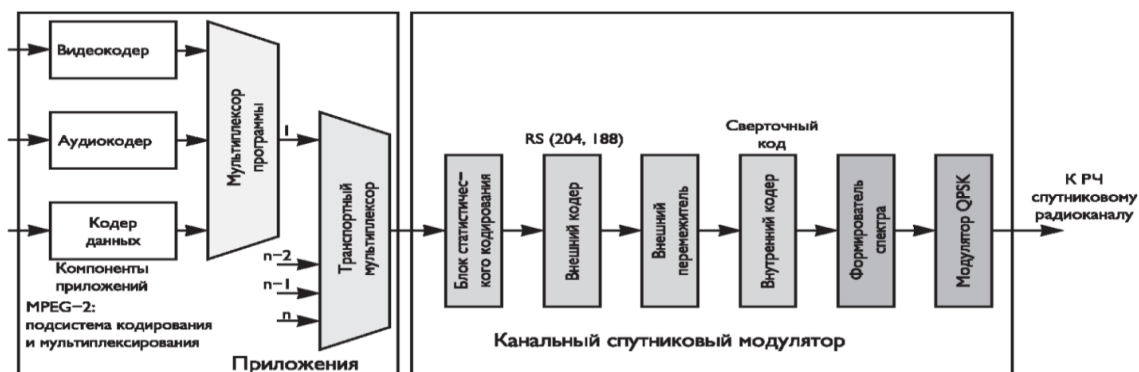 Видеокодер
Аудиокодер
Кодер
данных
Компоненты
приложений
MPEG–2:
подсистема кодирования
и мультиплексирования
Мультиплексор
программы
1
n–2
n–1
n
Транспортный
мультиплексор
Приложения
Блок статистичес–
кого кодирования
RS (204, 188)
Внешний кодер
Внешний
перемежитель
Сверточный
код
Внутренний кодер
Формирователь
спектра
Модулятор QPSK
К РЧ
спутниковому
радиоканалу
Канальный спутниковый модулятор